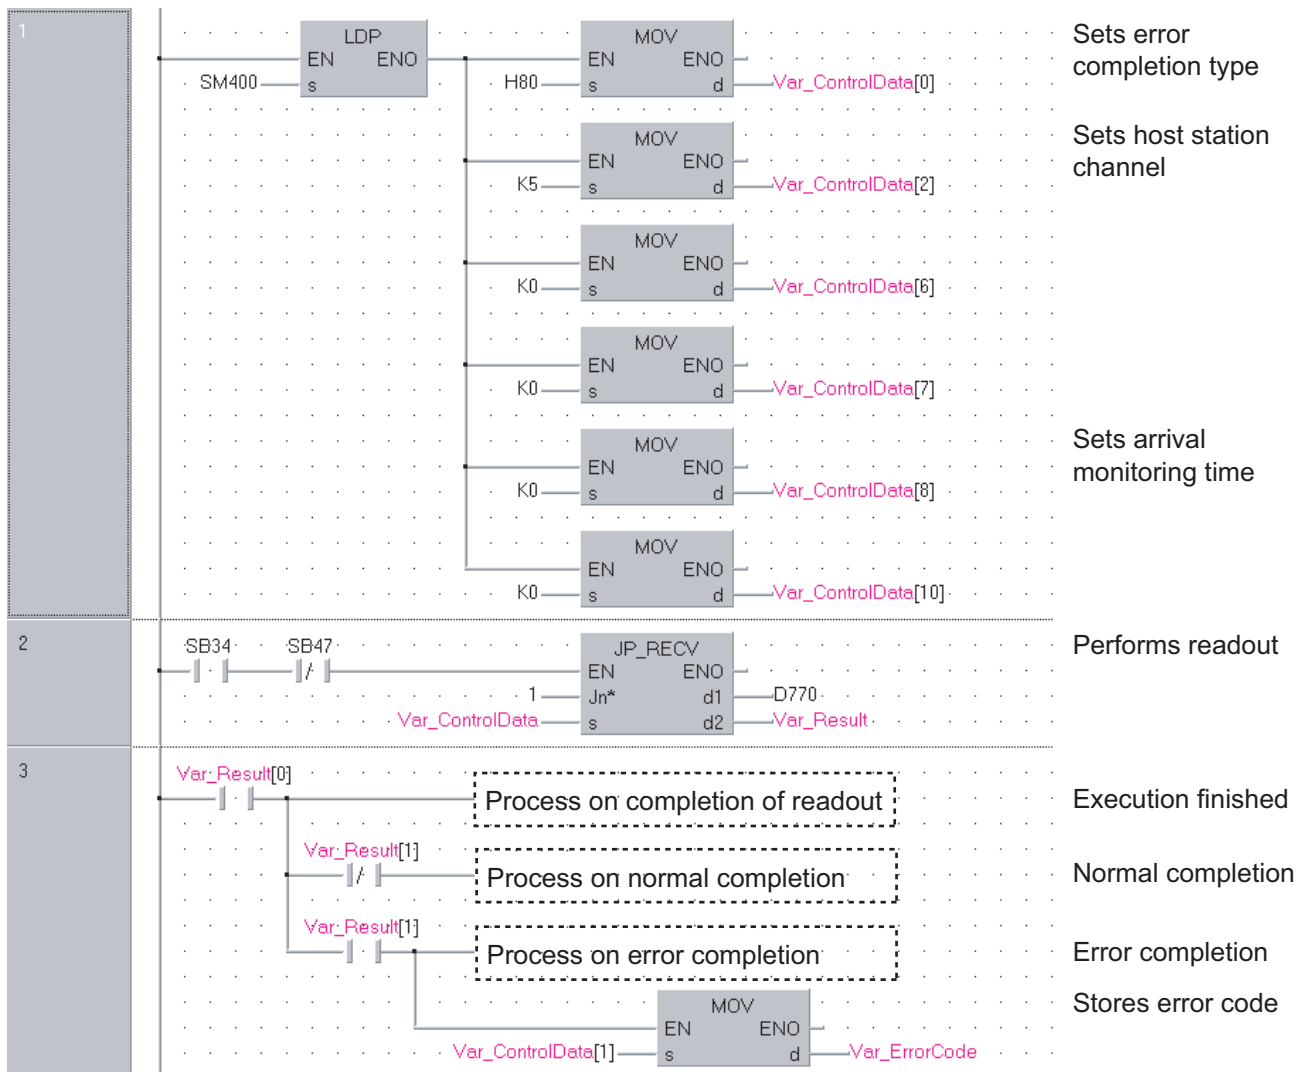 1
LDP
EN ENO
SM400 s
MOV
EN ENO
H80 s d Var_ControlData[0]
Sets error
completion type
MOV
EN ENO
K5 s d Var_ControlData[2]
Sets host station
channel
MOV
EN ENO
K0 s d Var_ControlData[6]
MOV
EN ENO
K0 s d Var_ControlData[7]
MOV
EN ENO
K0 s d Var_ControlData[8]
Sets arrival
monitoring time
MOV
EN ENO
K0 s d Var_ControlData[10]
2
SB34 SB47
JP_RECV
EN ENO
1 Jn* d1 D770
Var_ControlData s d2 Var_Result
Performs readout
3
Var_Result[0]
Process on completion of readout
Execution finished
Var_Result[1]
Process on normal completion
Normal completion
Var_Result[1]
Process on error completion
Error completion
MOV
EN ENO
Var_ControlData[1] s d Var_ErrorCode
Stores error code